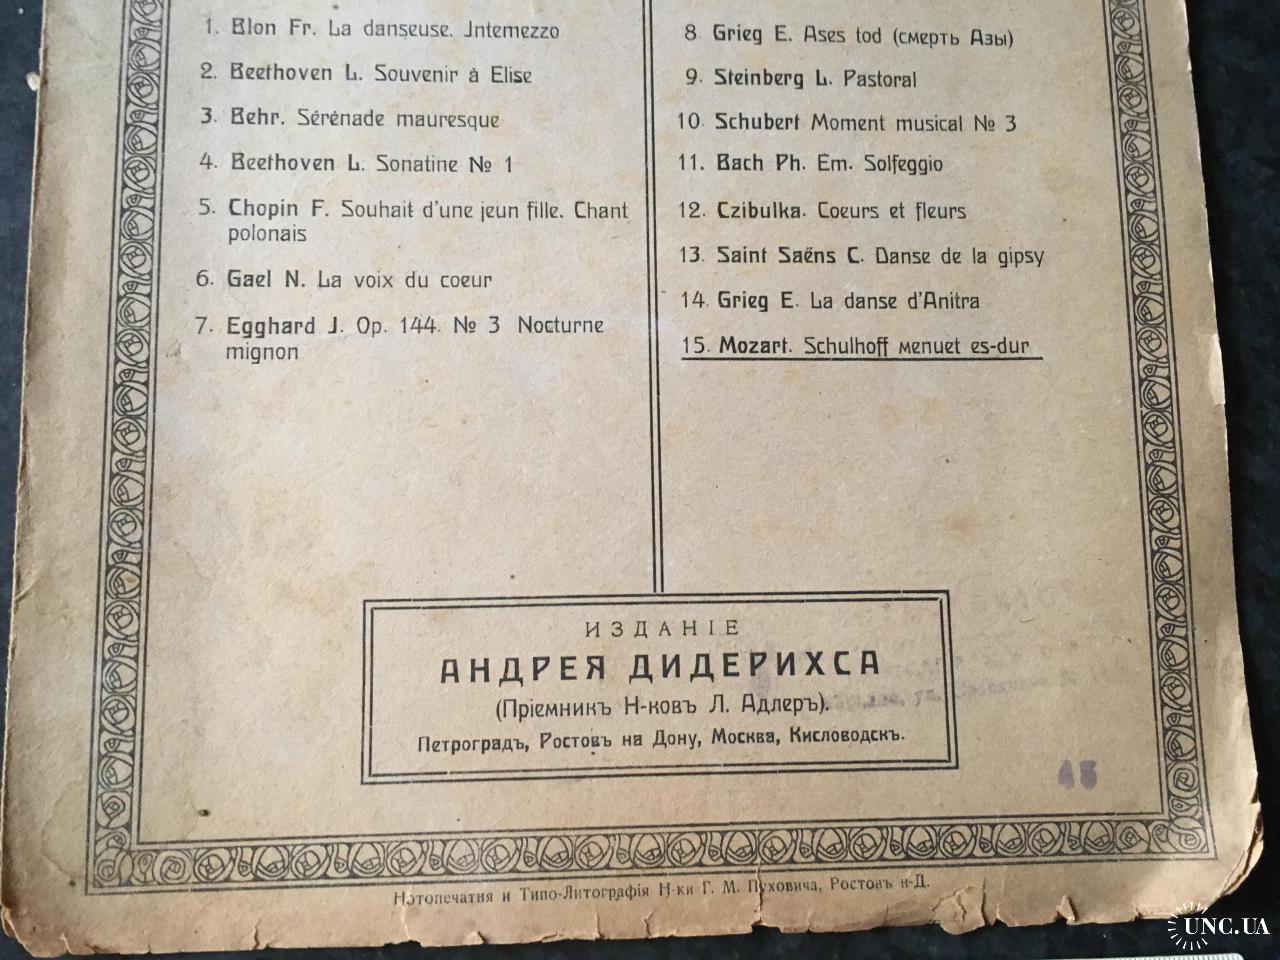 1. Blon Fr. La danseuse. Jntemezzo
2. Beethoven L. Souvenir à Elise
3. Behr. Sérénade mauresque
4. Beethoven L. Sonatine № 1
5. Chopin F. Souhait d'une jeun fille. Chant
polonais
6. Gael N. La voix du coeur
7. Egghard J. Op. 144. № 3 Nocturne
mignon
8. Grieg E. Ases tod (смерть Азы)
9. Steinberg L. Pastoral
10. Schubert Moment musical № 3
11. Bach Ph. Em. Solfeggio
12. Czibulka. Coeurs et fleurs
13. Saint Saëns C. Danse de la gipsy
14. Grieg E. La danse d'Anitra
15. Mozart. Schulhoff menuet es-dur
ИЗДАНІЕ
АНДРЕЯ ДИДЕРИХСА
(Пріемникъ Н-ковъ Л. Адлеръ).
Петроградъ, Ростовъ на Дону, Москва, Кисловодскъ.
45
Нотопечатня и Типо-Литографія Н-ки Г. М. Пуховича, Ростовъ н-Д.
UNC.UA